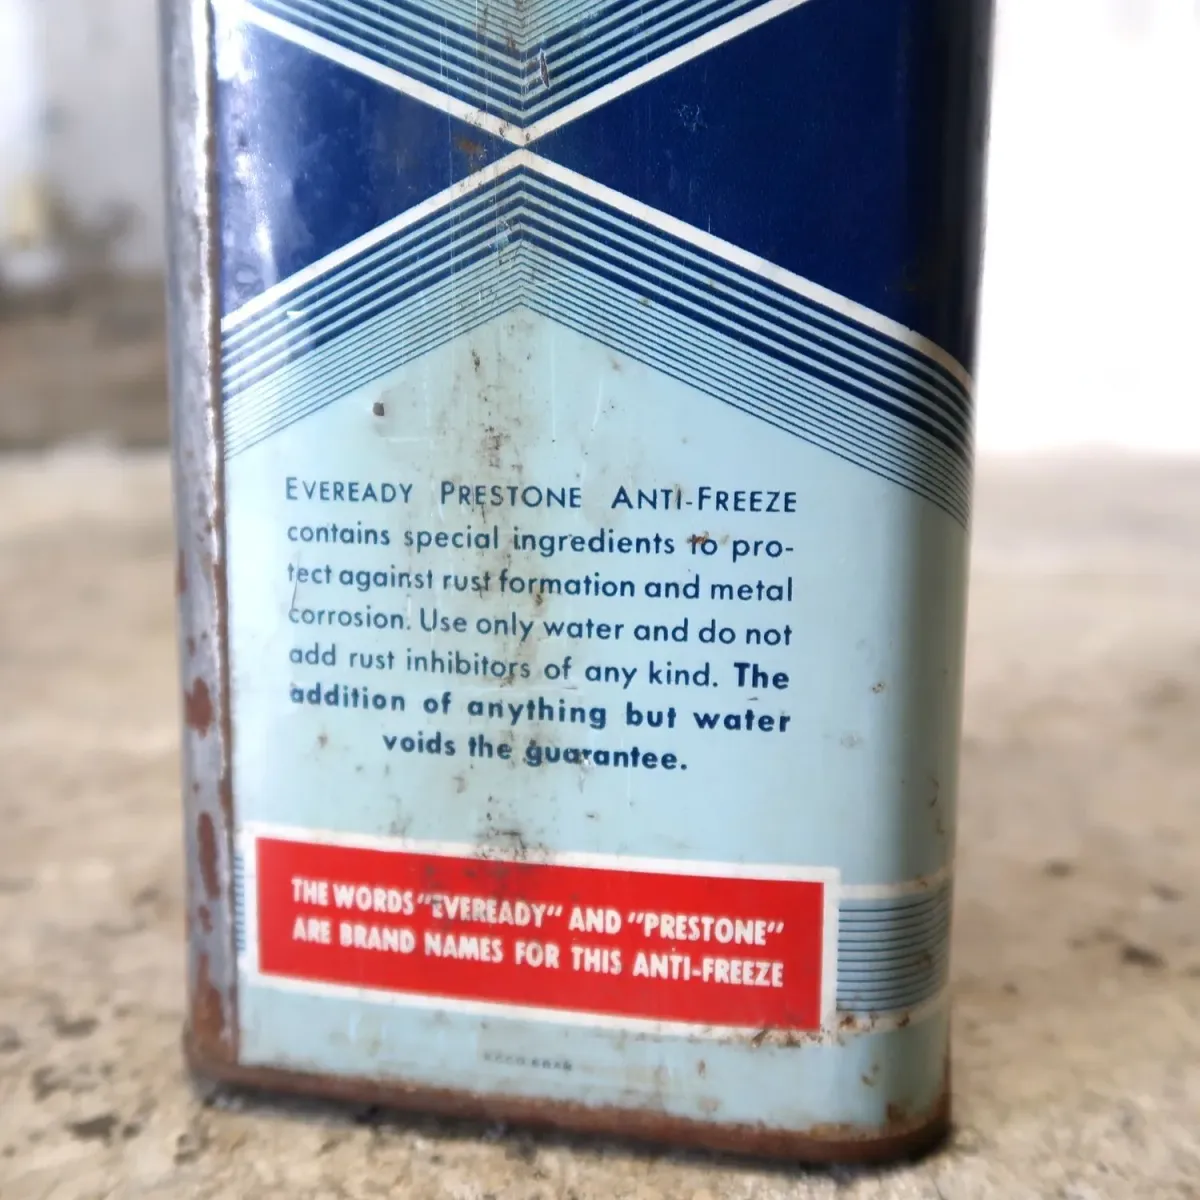 EVEREADY PRESTONE ANTI-FREEZE
contains special ingredients to pro-
tect against rust formation and metal
corrosion. Use only water and do not
add rust inhibitors of any kind. The
addition of anything but water
voids the guarantee.
THE WORDS "EVEREADY" AND "PRESTONE"
ARE BRAND NAMES FOR THIS ANTI-FREEZE